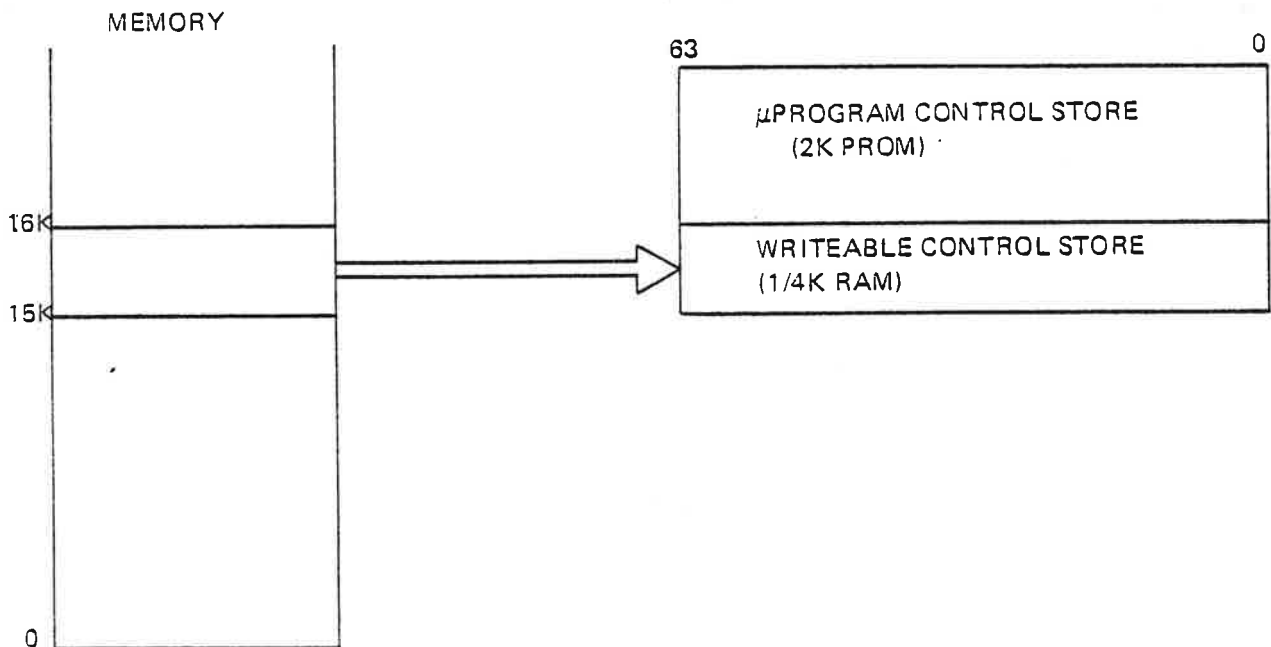 MEMORY
63
0
μPROGRAM CONTROL STORE
(2K PROM)
16K
WRITEABLE CONTROL STORE
(1/4K RAM)
15K
0